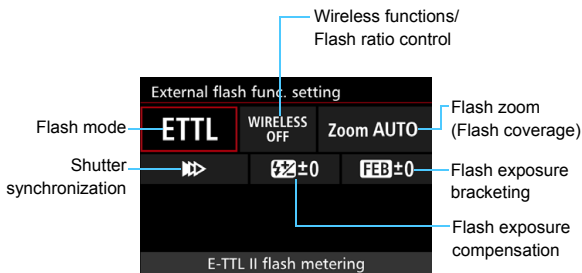 Wireless functions/
Flash ratio control
External flash func. setting
Flash mode
ETTL
WIRELESS
OFF
Zoom AUTO
Flash zoom
(Flash coverage)
Shutter
synchronization
±0
FEB±0
Flash exposure
bracketing
Flash exposure
compensation
E-TTL II flash metering